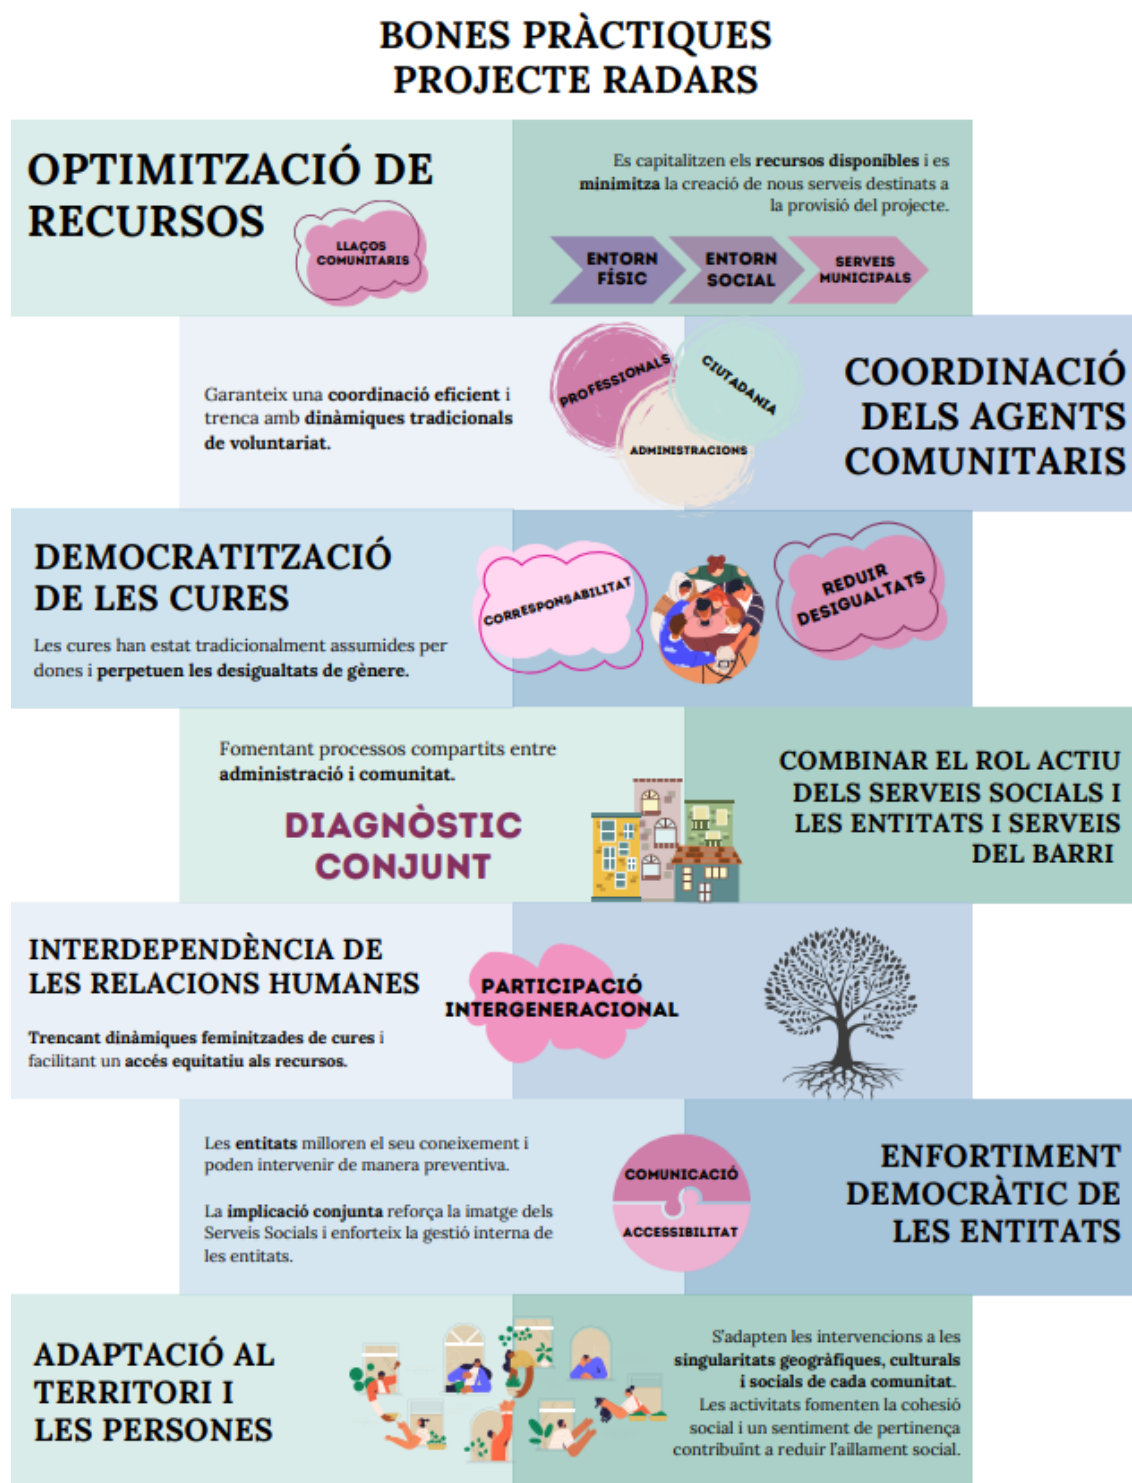 BONES PRÀCTIQUES
PROJECTE RADARS
OPTIMITZACIÓ DE
RECURSOS
LLAÇOS
COMUNITARIS
Es capitalitzen els recursos disponibles i es
minimitza la creació de nous serveis destinats a
la provisió del projecte.
ENTORN
FÍSIC
ENTORN
SOCIAL
SERVEIS
MUNICIPALS
Garanteix una coordinació eficient i
trenca amb dinàmiques tradicionals
de voluntariat.
PROFESSIONALS
CIUTADANIA
ADMINISTRACIONS
COORDINACIÓ
DELS AGENTS
COMUNITARIS
DEMOCRATITZACIÓ
DE LES CURES
Les cures han estat tradicionalment assumides per
dones i perpetuen les desigualtats de gènere.
CORRESPONSABILITAT
REDUIR
DESIGUALTATS
Fomentant processos compartits entre
administració i comunitat.
DIAGNÒSTIC
CONJUNT
COMBINAR EL ROL ACTIU
DELS SERVEIS SOCIALS I
LES ENTITATS I SERVEIS
DEL BARRI
INTERDEPENDÈNCIA DE
LES RELACIONS HUMANES
Trencant dinàmiques feminitzades de cures i
facilitant un accés equitatiu als recursos.
PARTICIPACIÓ
INTERGENERACIONAL
Les entitats milloren el seu coneixement i
poden intervenir de manera preventiva.
La implicació conjunta reforça la imatge dels
Serveis Socials i enforteix la gestió interna de
les entitats.
COMUNICACIÓ
ACCESSIBILITAT
ENFORTIMENT
DEMOCRÀTIC DE
LES ENTITATS
ADAPTACIÓ AL
TERRITORI I
LES PERSONES
S'adapten les intervencions a les
singularitats geogràfiques, culturals
i socials de cada comunitat.
Les activitats fomenten la cohesió
social i un sentiment de pertinença
contribuïnt a reduir l'aïllament social.